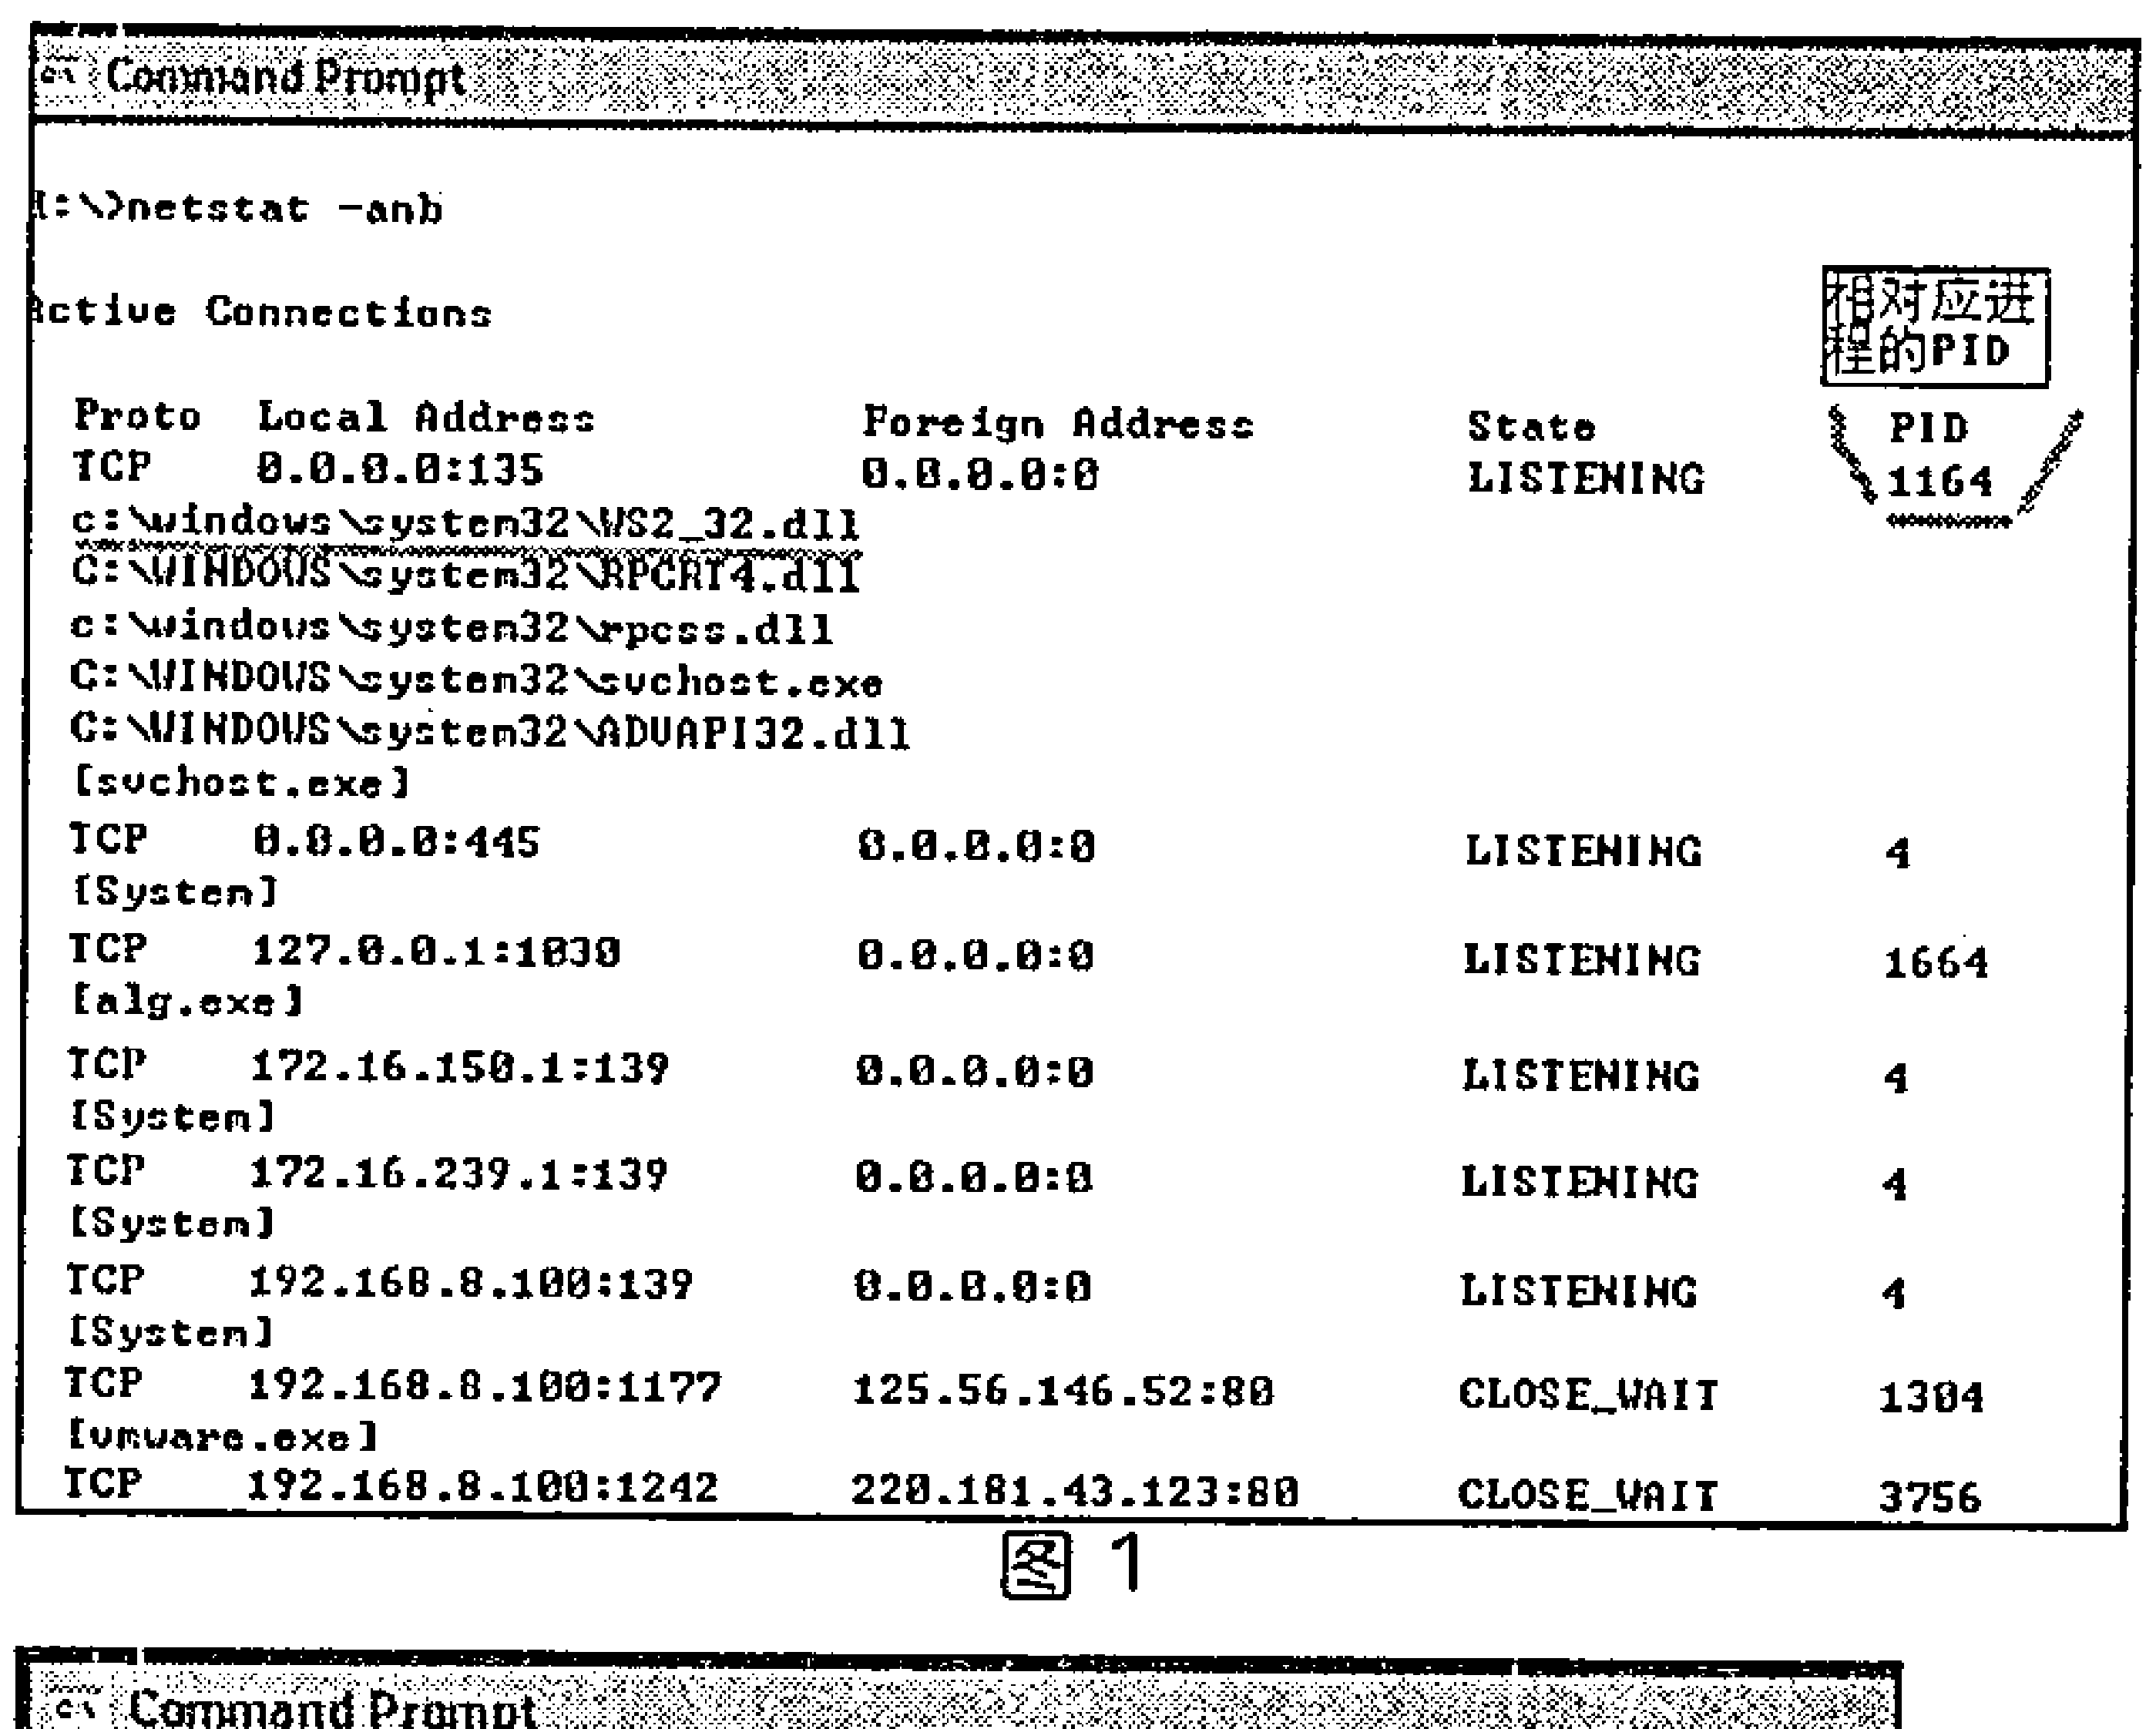 Command Prompt
:\>netstat -anb
Active Connections
相对应进
程的PID
Proto Local Address Foreign Address State PID
TCP 0.0.0.0:135 0.0.0.0:0 LISTENING 1164
c:\windows\system32\WS2_32.dll
C:\WINDOWS\system32\RPCRT4.dll
c:\windows\system32\rpcss.dll
C:\WINDOWS\system32\svchost.exe
C:\WINDOWS\system32\ADVAPI32.dll
[svchost.exe]
TCP 0.0.0.0:445 0.0.0.0:0 LISTENING 4
[System]
TCP 127.0.0.1:1030 0.0.0.0:0 LISTENING 1664
[alg.exe]
TCP 172.16.150.1:139 0.0.0.0:0 LISTENING 4
[System]
TCP 172.16.239.1:139 0.0.0.0:0 LISTENING 4
[System]
TCP 192.168.8.100:139 0.0.0.0:0 LISTENING 4
[System]
TCP 192.168.8.100:1177 125.56.146.52:80 CLOSE_WAIT 1304
[vmware.exe]
TCP 192.168.8.100:1242 220.181.43.123:80 CLOSE_WAIT 3756
图 1
Command Prompt